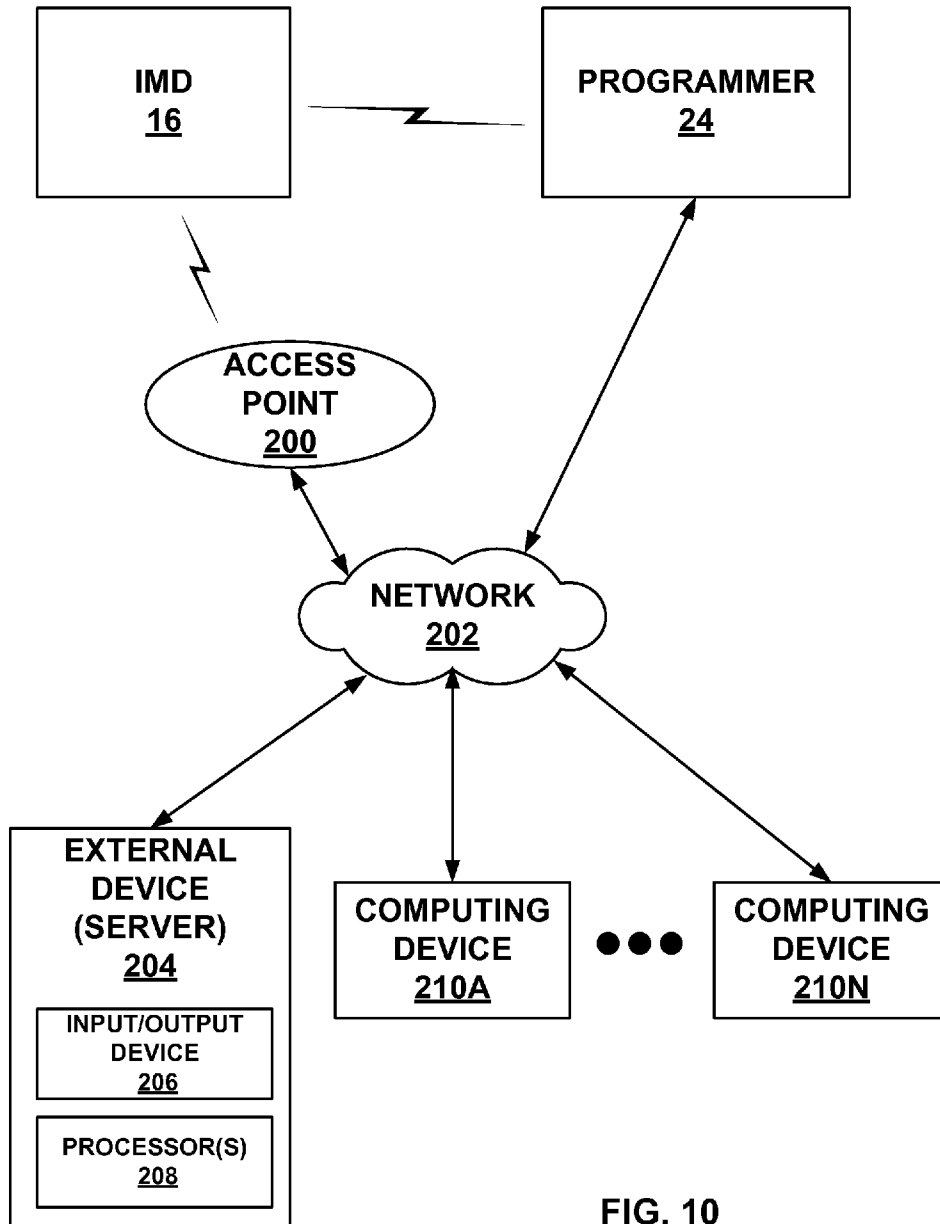 IMD
16
PROGRAMMER
24
ACCESS
POINT
200
NETWORK
202
EXTERNAL
DEVICE
(SERVER)
204
INPUT/OUTPUT
DEVICE
206
PROCESSOR(S)
208
COMPUTING
DEVICE
210A
COMPUTING
DEVICE
210N
FIG. 10